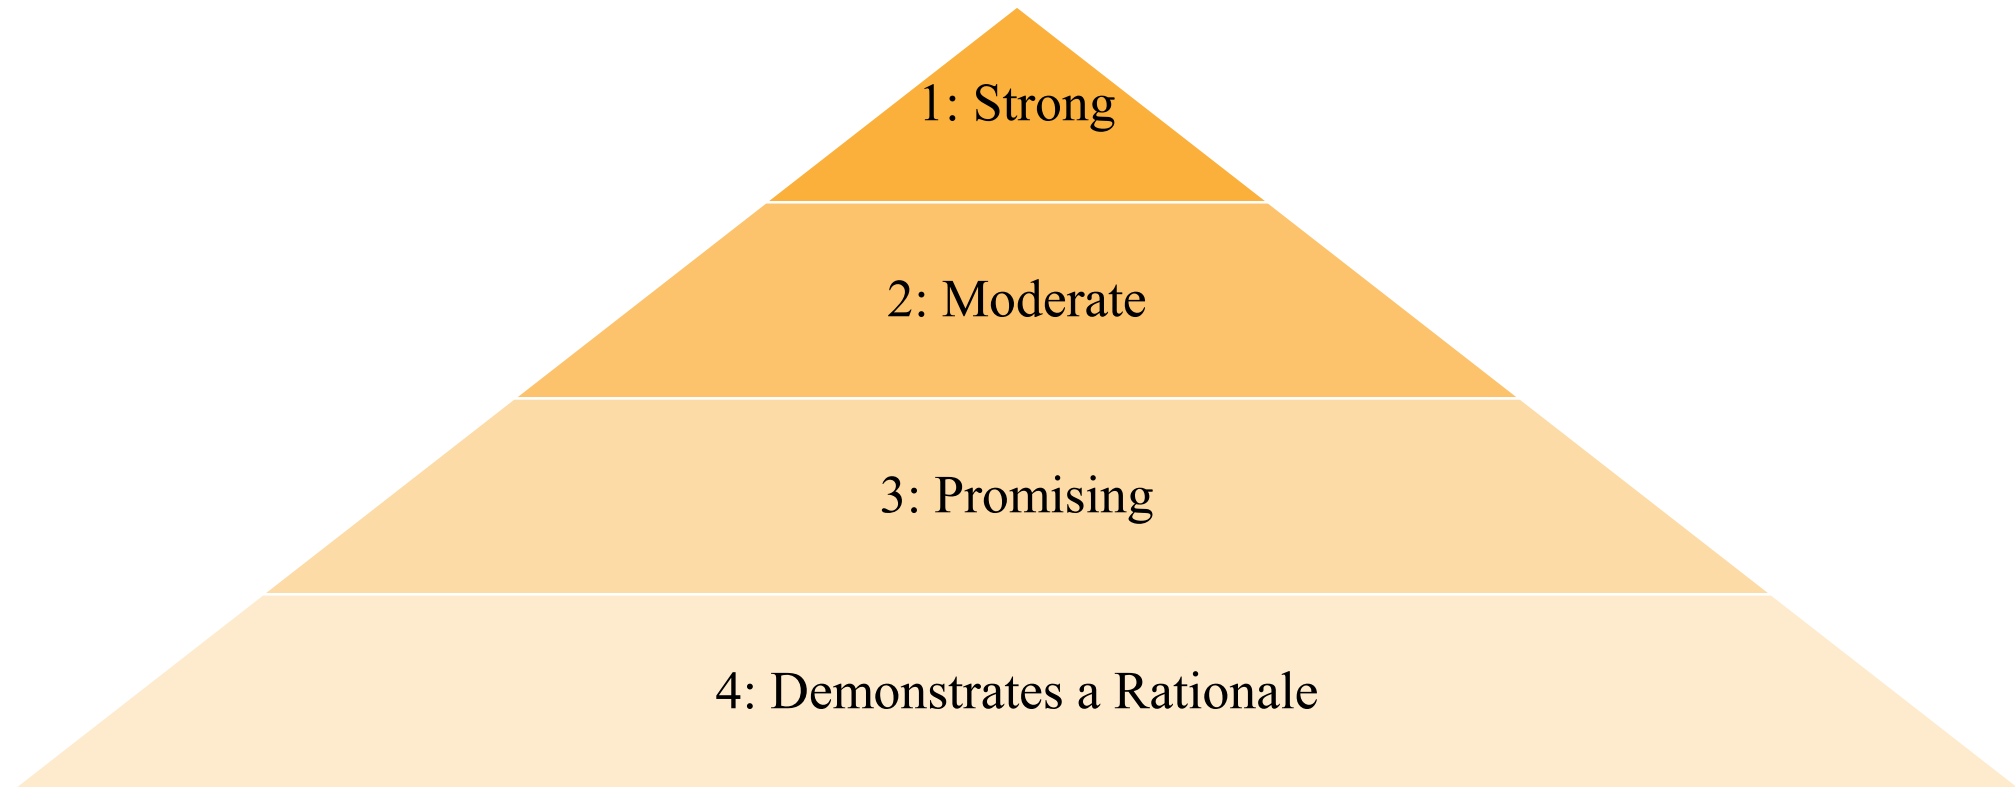 1: Strong
2: Moderate
3: Promising
4: Demonstrates a Rationale